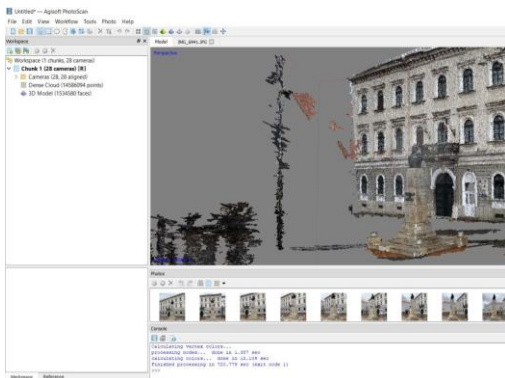 Untitled* — Agisoft PhotoScan
File Edit View Workflow Tools Photo Help
Workspace
Model
Workspace (1 chunks, 28 cameras)
Chunk 1 (28 cameras) [R]
Cameras (28, 28 aligned)
Dense Cloud (14586094 points)
3D Model (1534580 faces)
Perspective
Photos
Console
Calculating vertex colors...
processing nodes... done in 1.007 sec
calculating colors... done in 10.109 sec
Finished processing in 720.779 sec (exit code 1)
>>>
Workspace Reference